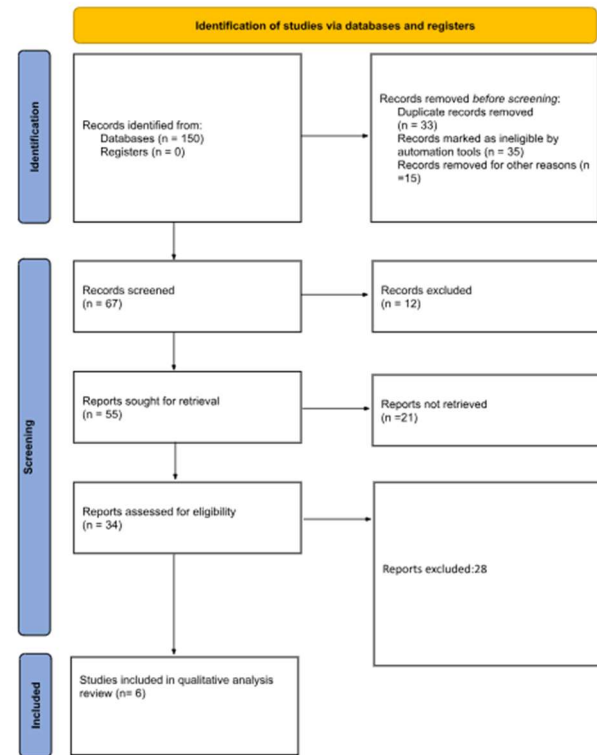 Identification of studies via databases and registers
Identification
Records identified from:
Databases (n = 150)
Registers (n = 0)
Records removed before screening:
Duplicate records removed
(n = 33)
Records marked as ineligible by
automation tools (n = 35)
Records removed for other reasons (n
=15)
Screening
Records screened
(n = 67)
Records excluded
(n = 12)
Reports sought for retrieval
(n = 55)
Reports not retrieved
(n =21)
Reports assessed for eligibility
(n = 34)
Reports excluded:28
Included
Studies included in qualitative analysis
review (n= 6)